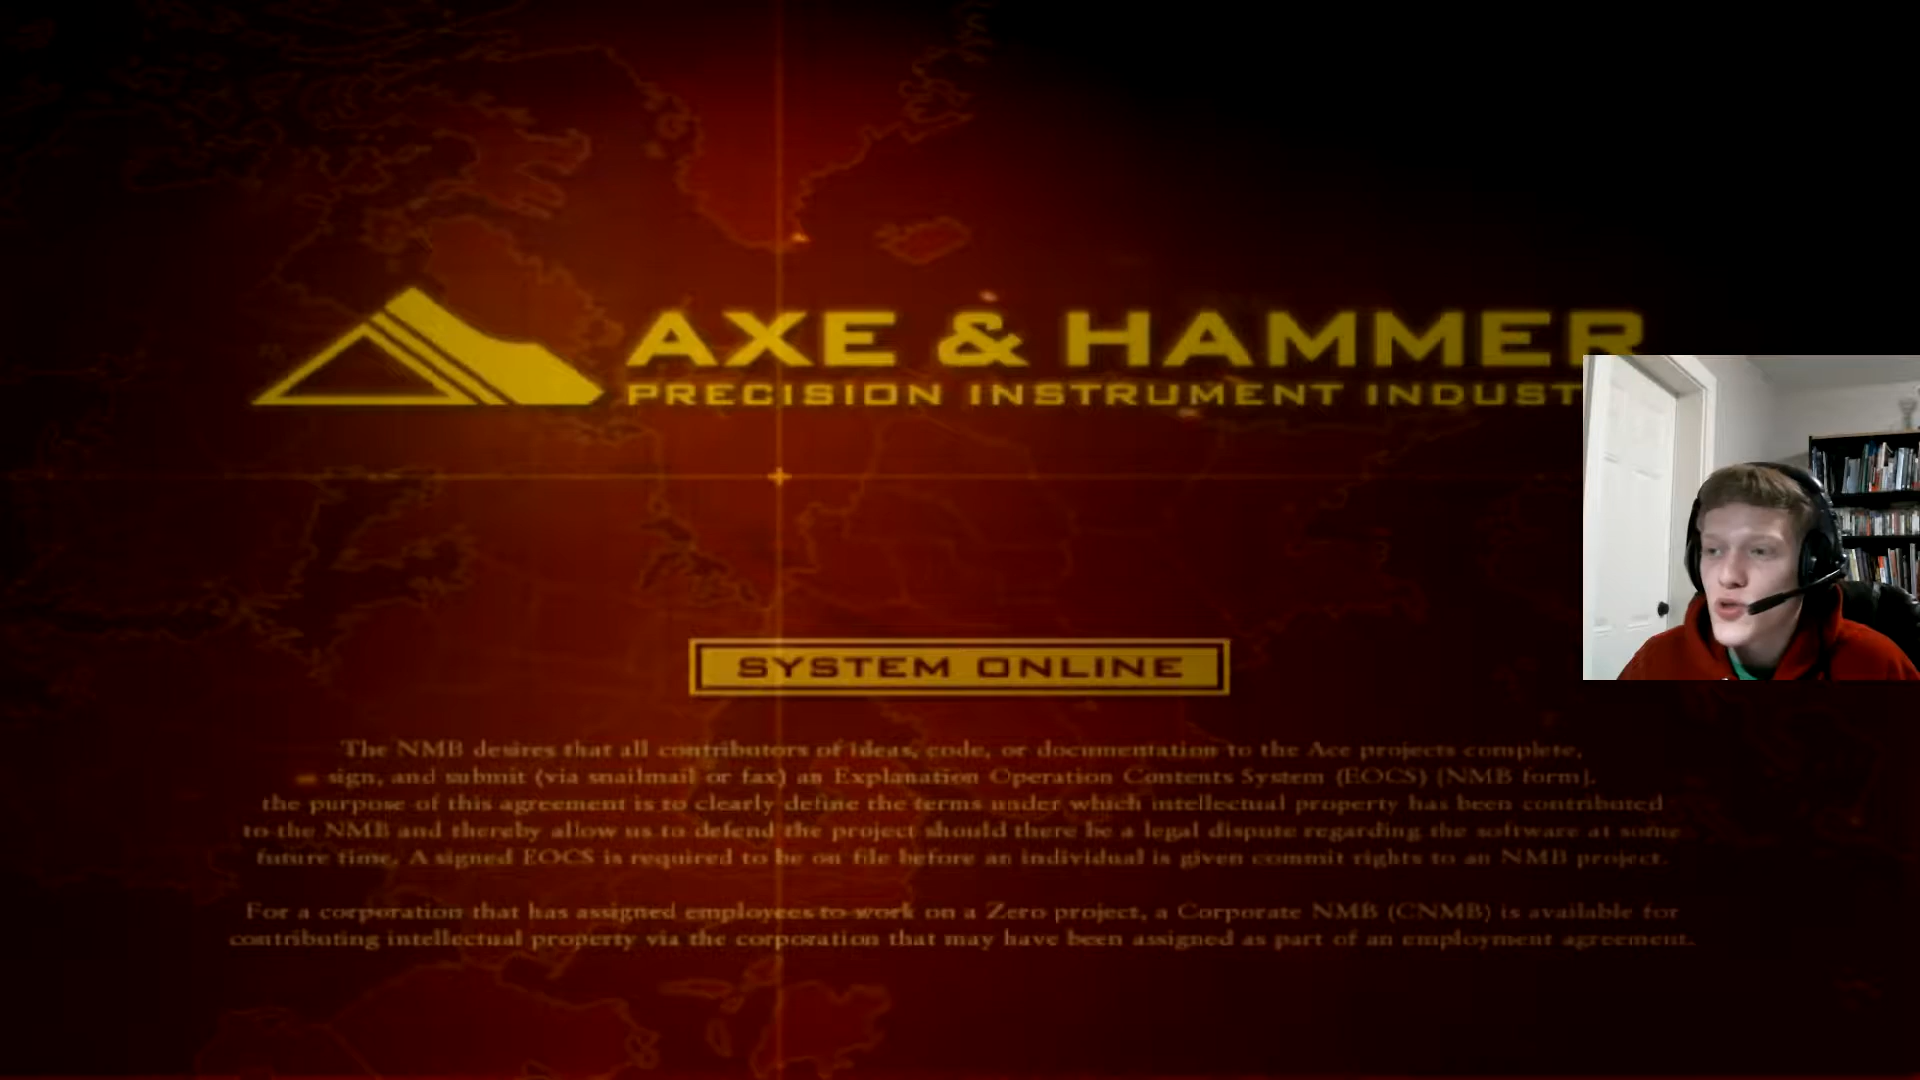 AXE & HAMMER
PRECISION INSTRUMENT INDUST
SYSTEM ONLINE
The NMB desires that all contributors of ideas, code, or documentation to the Ace projects complete,
sign, and submit (via snailmail or fax) an Explanation Operation Contents System (EOCS) [NMB form].
the purpose of this agreement is to clearly define the terms under which intellectual property has been contributed
to the NMB and thereby allow us to defend the project should there be a legal dispute regarding the software at some
future time. A signed EOCS is required to be on file before an individual is given commit rights to an NMB project.
For a corporation that has assigned employees to work on a Zero project, a Corporate NMB (CNMB) is available for
contributing intellectual property via the corporation that may have been assigned as part of an employment agreement.